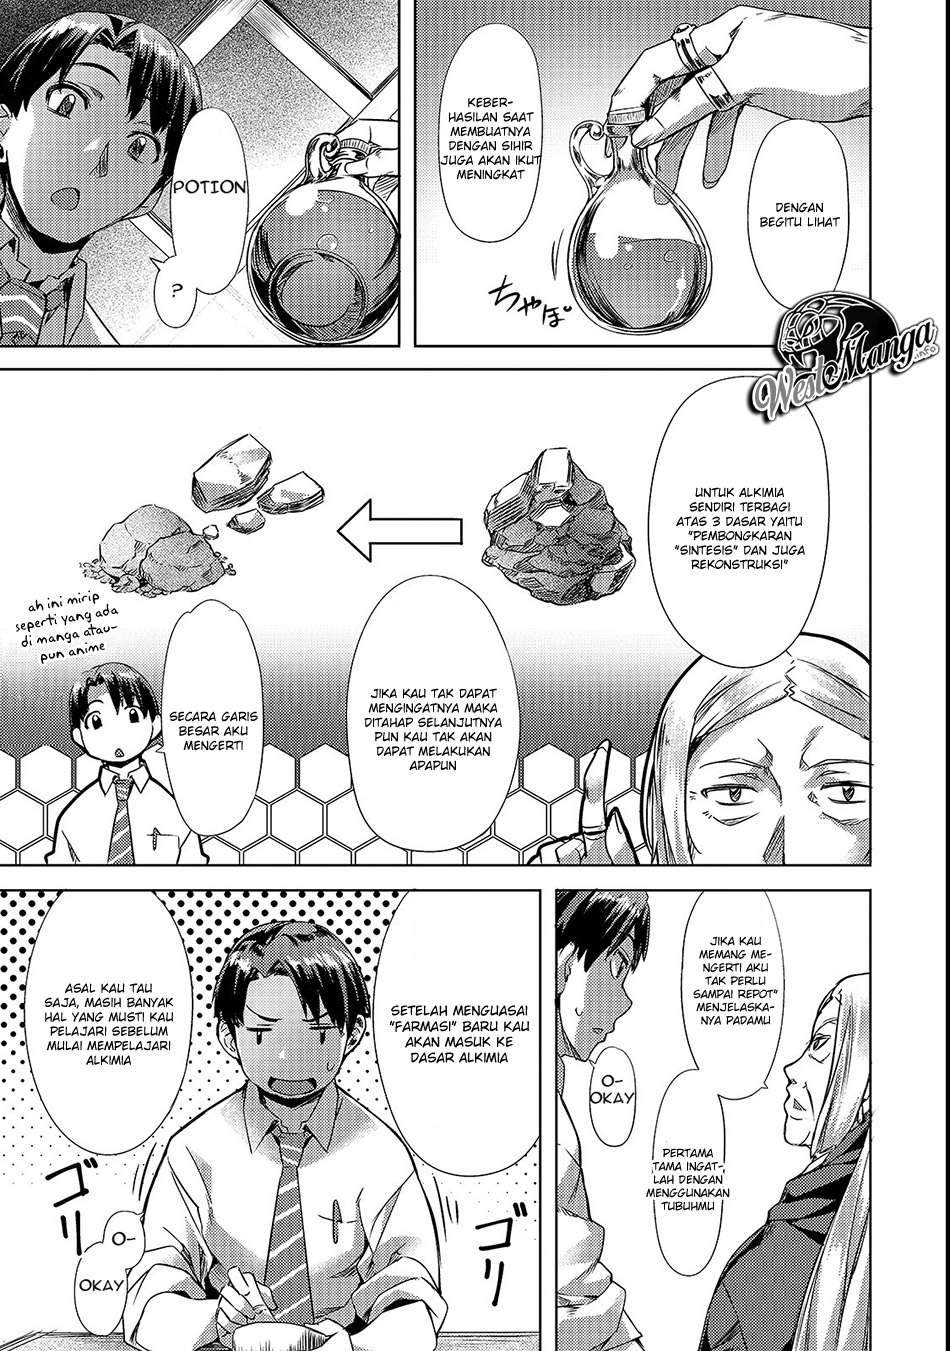 KEBER-
HASILAN SAAT
MEMBUATNYA
DENGAN SIHIR
JUGA AKAN IKUT
MENINGKAT
DENGAN
BEGITU LIHAT
ちゃぽ
POTION
?
WestManga
.info
UNTUK ALKIMIA
SENDIRI TERBAGI
ATAS 3 DASAR YAITU
"PEMBONGKARAN
"SINTESIS" DAN JUGA
REKONSTRUKSI"
JIKA KAU TAK DAPAT
MENGINGATNYA MAKA
DITAHAP SELANJUTNYA
PUN KAU TAK AKAN
DAPAT MELAKUKAN
APAPUN
SECARA GARIS
BESAR AKU
MENGERTI
ah ini mirip
seperti yang ada
di manga atau-
pun anime
JIKA KAU
MEMANG ME-
NGERTI AKU
TAK PERLU
SAMPAI REPOT"
MENJELASKA-
NYA PADAMU
O-
OKAY
PERTAMA
TAMA INGAT-
LAH DENGAN
MENGGUNAKAN
TUBUHMU
SETELAH MENGUASAI
"FARMASI" BARU KAU
AKAN MASUK KE
DASAR ALKIMIA
ASAL KAU TAU
SAJA, MASIH BANYAK
HAL YANG MUSTI KAU
PELAJARI SEBELUM
MULAI MEMPELAJARI
ALKIMIA
ゴリ
ゴリ
O-
OKAY